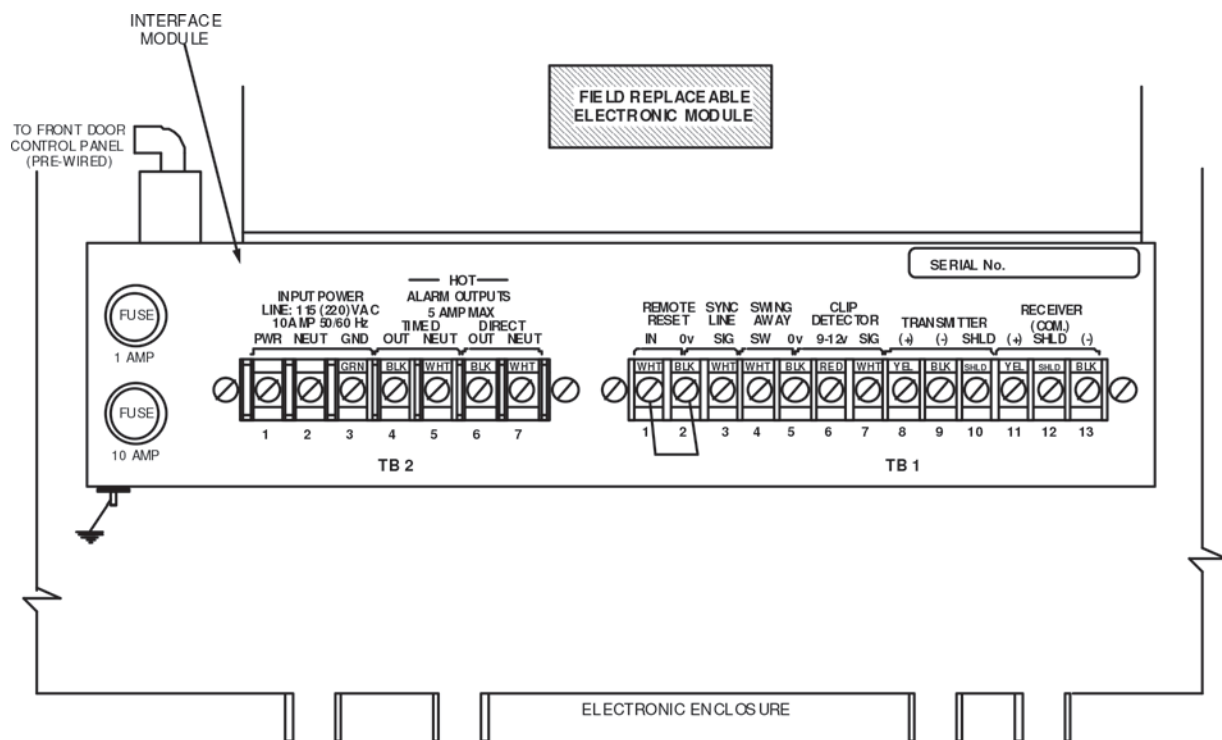 INTERFACE
MODULE
FIELD REPLACEABLE
ELECTRONIC MODULE
TO FRONT DOOR
CONTROL PANEL
(PRE-WIRED)
SERIAL No.
FUSE
1 AMP
FUSE
10 AMP
INPUT POWER
LINE: 115 (220) VAC
10 AMP 50/60 Hz
PWR NEUT GND
HOT
ALARM OUTPUTS
5 AMP MAX
TIMED DIRECT
OUT NEUT OUT NEUT
GRN BLK WHT BLK WHT
1 2 3 4 5 6 7
TB 2
REMOTE RESET
IN 0v
SYNC LINE
SIG
SWING AWAY
SW 0v
CLIP DETECTOR
9-12v SIG
TRANSMITTER
(+) (-) SHLD
RECEIVER
(COM.)
(+) SHLD (-)
WHT BLK WHT WHT BLK RED WHT YEL BLK SHLD YEL SHLD BLK
1 2 3 4 5 6 7 8 9 10 11 12 13
TB 1
ELECTRONIC ENCLOSURE